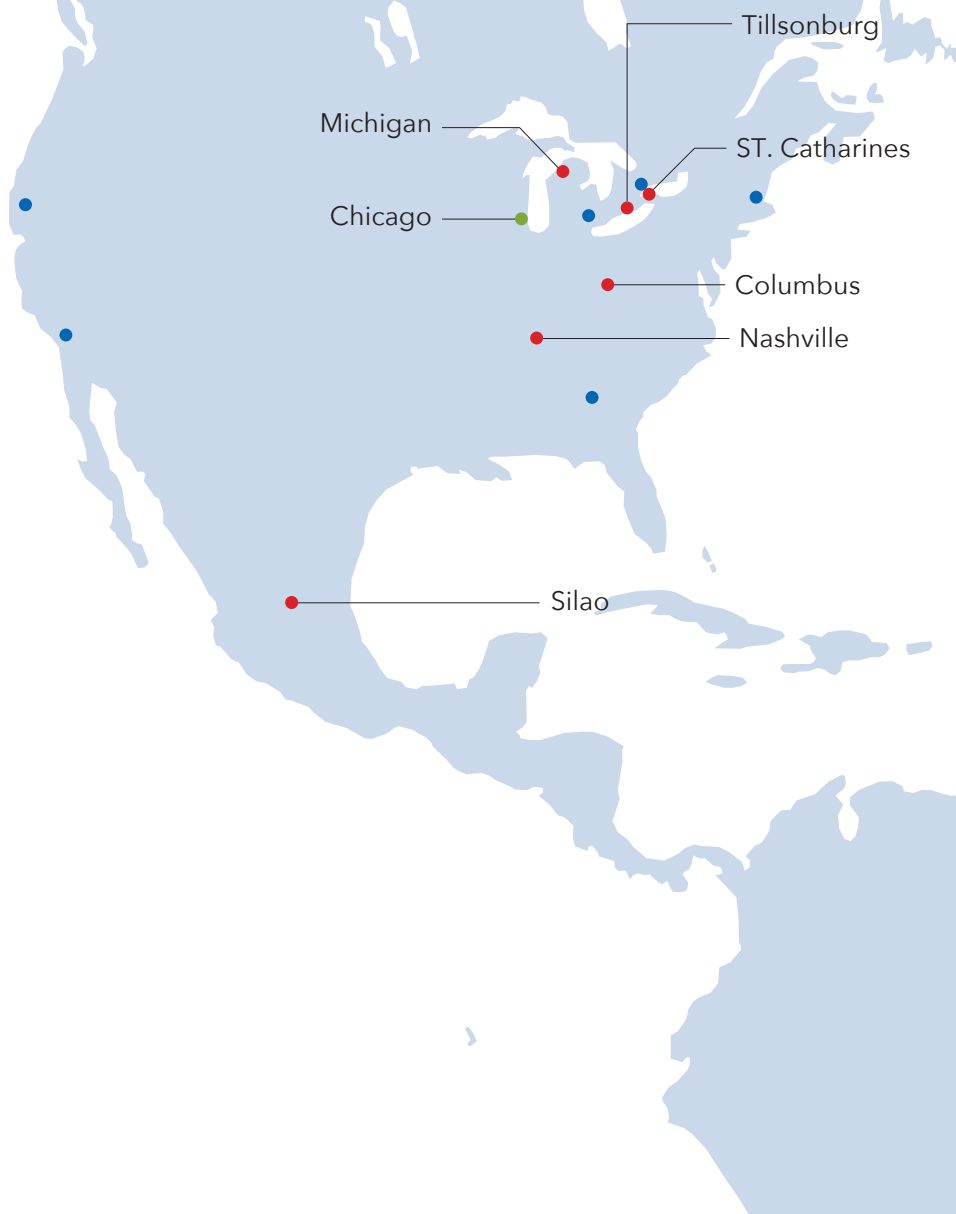 Tillsonburg
Michigan
ST. Catharines
Chicago
Columbus
Nashville
Silao